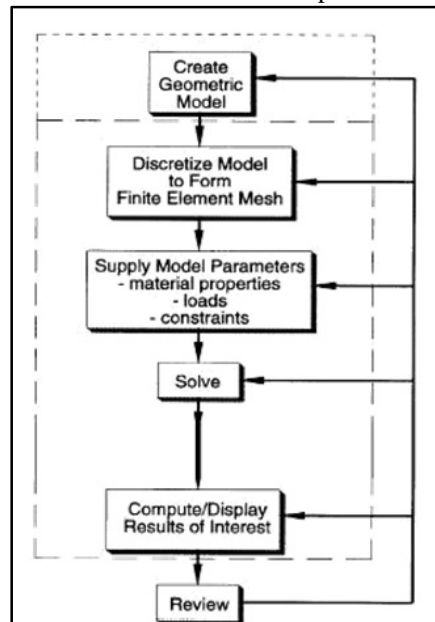 Create
Geometric
Model
Discretize Model
to Form
Finite Element Mesh
Supply Model Parameters
- material properties
- loads
- constraints
Solve
Compute/Display
Results of Interest
Review